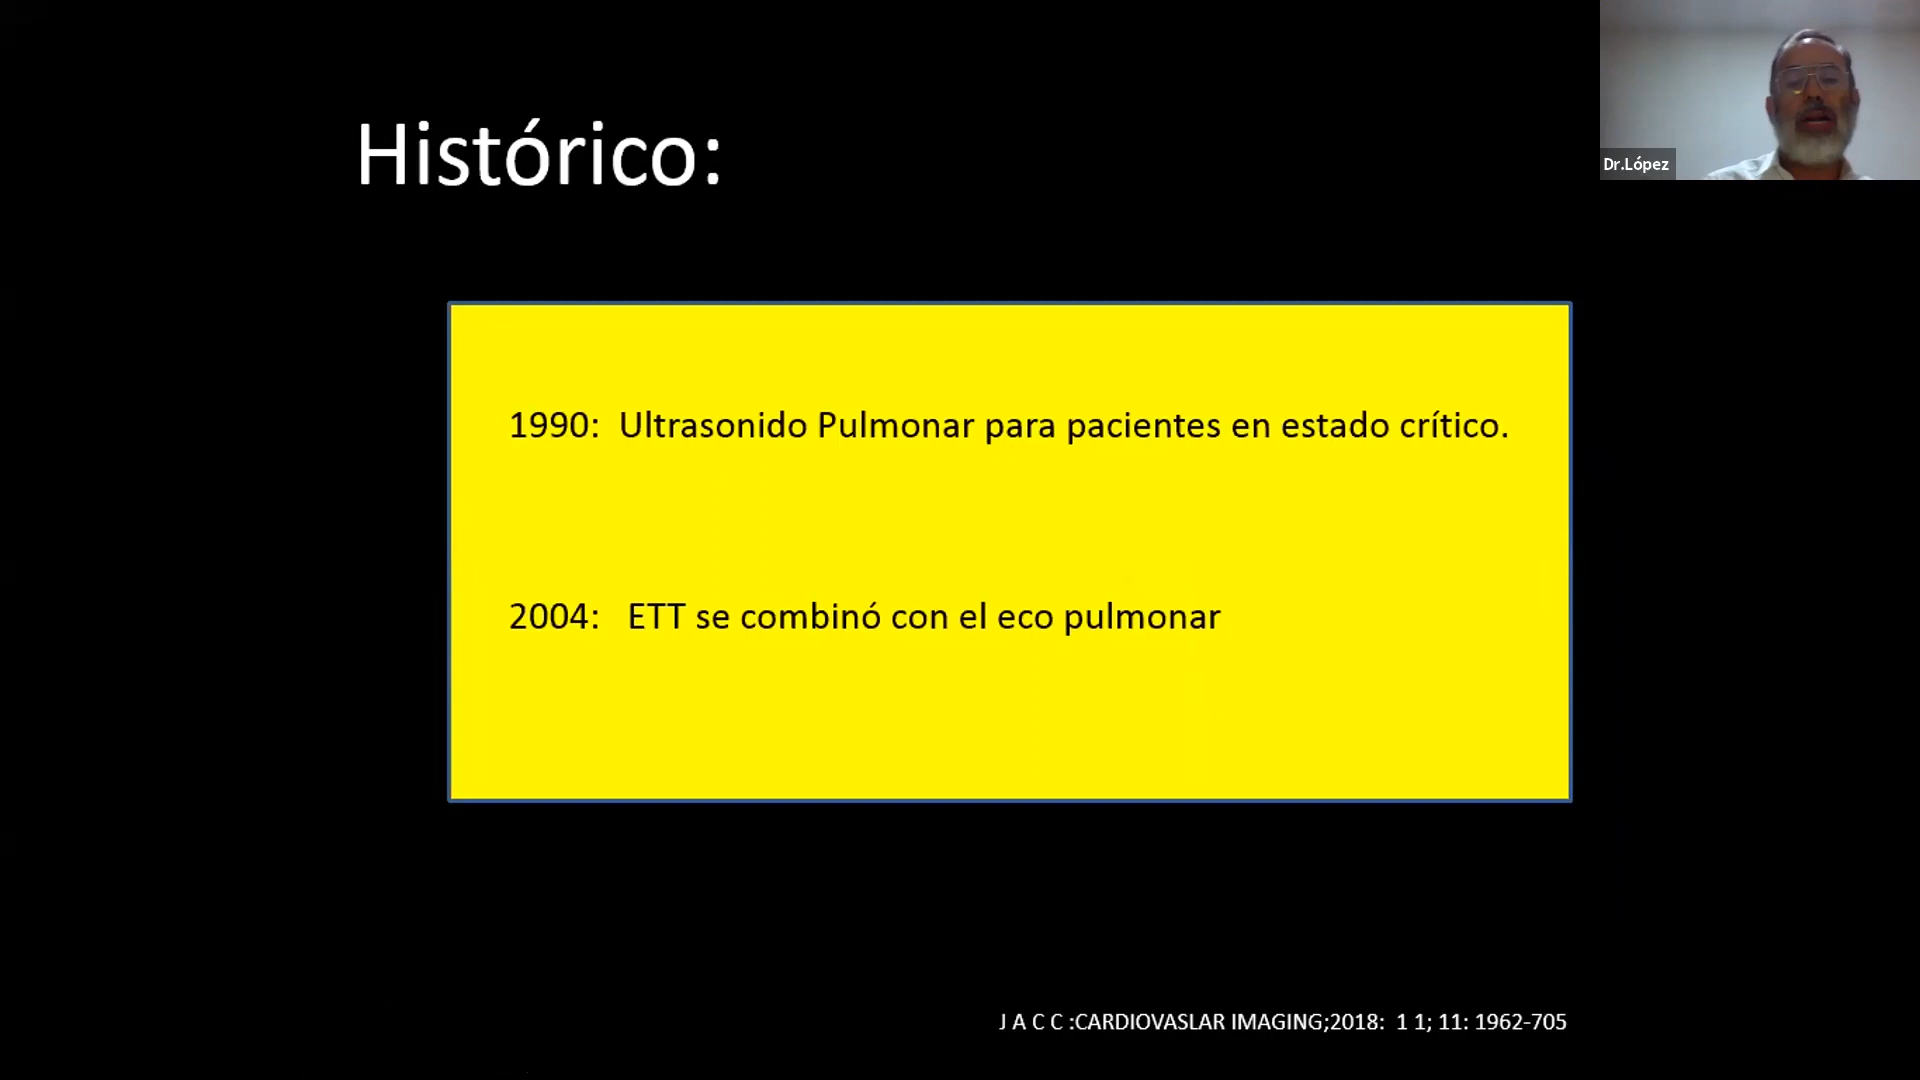 Histórico:
Dr.López
1990:  Ultrasonido Pulmonar para pacientes en estado crítico.
2004:   ETT se combinó con el eco pulmonar
J A C C :CARDIOVASLAR IMAGING;2018:  1 1; 11: 1962-705